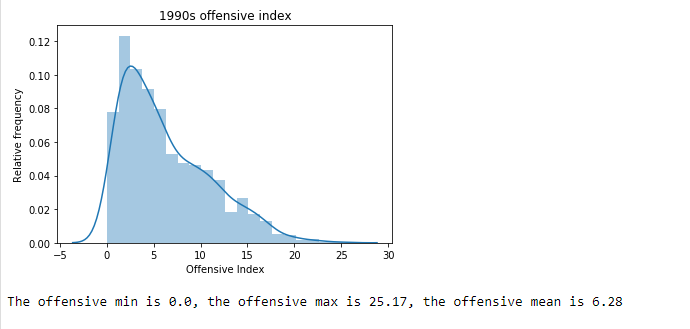 1990s offensive index
Relative frequency
0.12
0.10
0.08
0.06
0.04
0.02
0.00
−5 0 5 10 15 20 25 30
Offensive Index
The offensive min is 0.0, the offensive max is 25.17, the offensive mean is 6.28